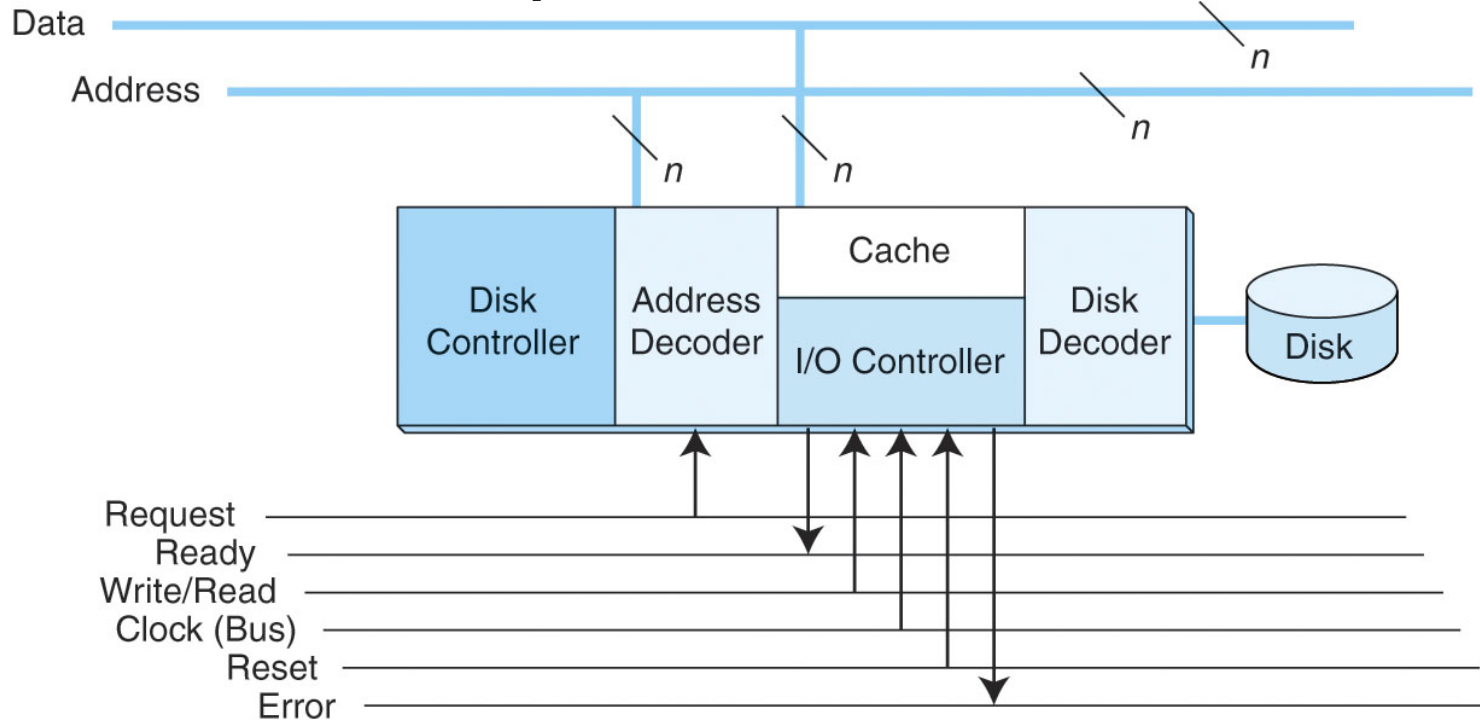 Data
n
Address
n
n
n
Disk
Controller
Address
Decoder
Cache
I/O Controller
Disk
Decoder
Disk
Request
Ready
Write/Read
Clock (Bus)
Reset
Error